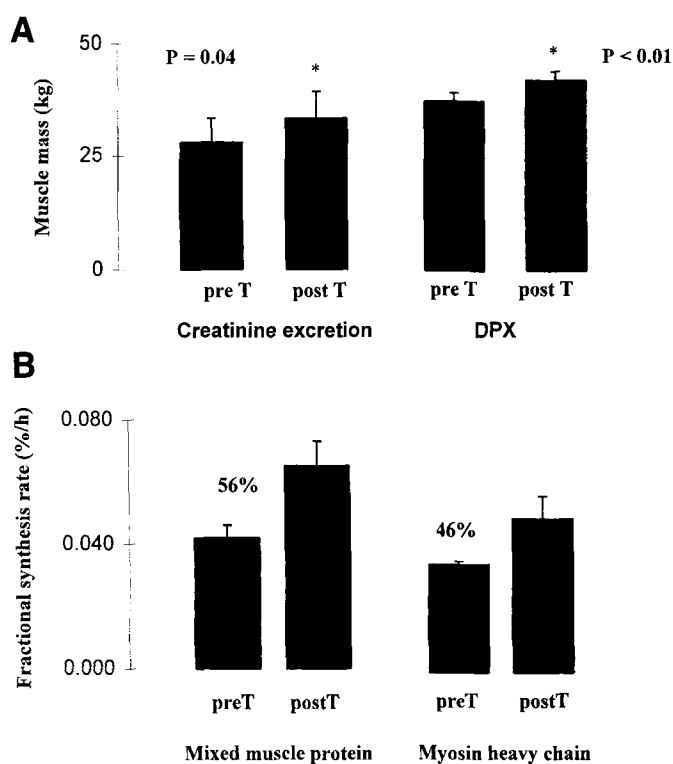 A
50
P = 0.04
*
*
P < 0.01
Muscle mass (kg)
25
0
pre T
post T
pre T
post T
Creatinine excretion
DPX
B
0.080
Fractional synthesis rate (%/h)
56%
46%
0.040
0.000
preT
postT
preT
postT
Mixed muscle protein
Myosin heavy chain